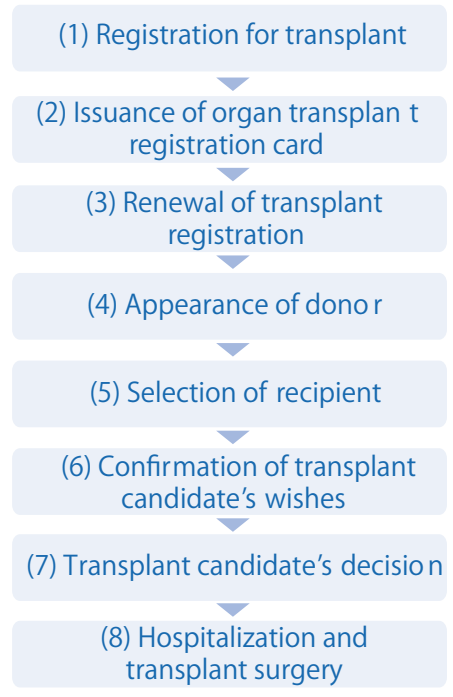 (1) Registration for transplant
(2) Issuance of organ transplan t
registration card
(3) Renewal of transplant
registration
(4) Appearance of dono r
(5) Selection of recipient
(6) Confirmation of transplant
candidate’s wishes
(7) Transplant candidate’s decisio n
(8) Hospitalization and
transplant surgery